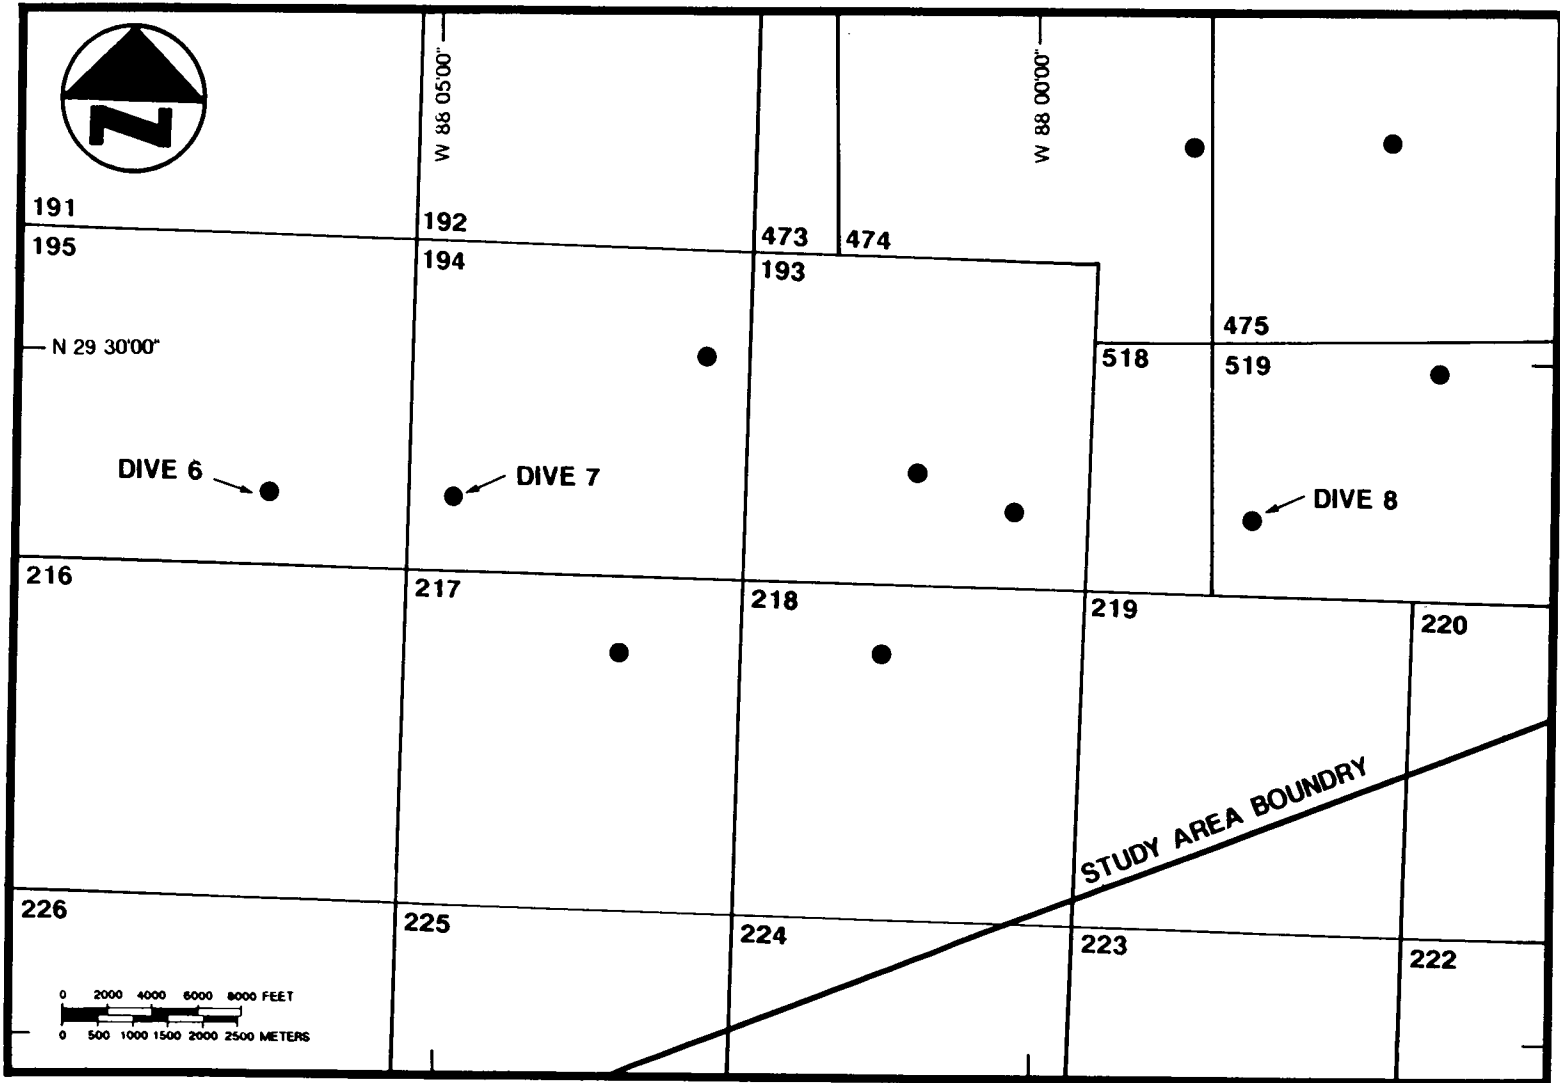 N
W 88 05'00"
W 88 00'00"
191
192
473
474
195
194
193
475
N 29 30'00"
518
519
DIVE 6
DIVE 7
DIVE 8
216
217
218
219
220
STUDY AREA BOUNDRY
226
225
224
223
222
0 2000 4000 6000 8000 FEET
0 500 1000 1500 2000 2500 METERS